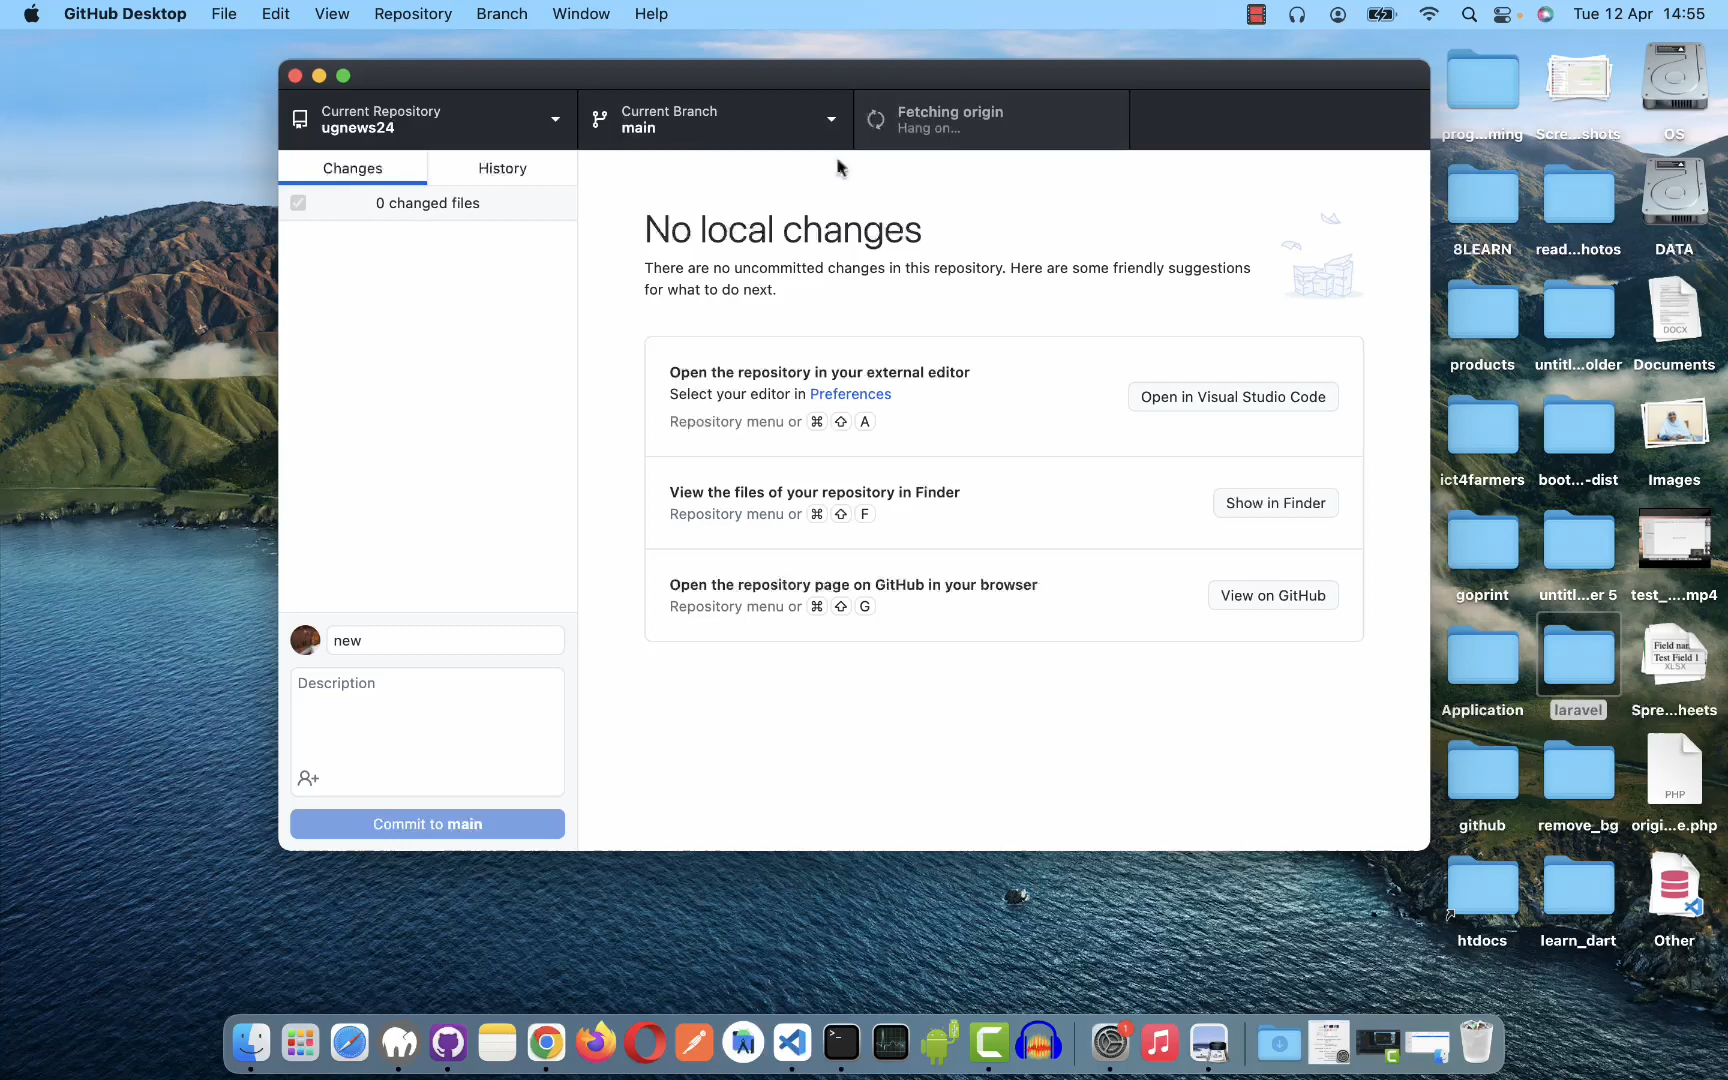 GitHub Desktop File Edit View Repository Branch Window Help Tue 12 Apr 14:55
Current Repository
ugnews24
Current Branch
main
Fetching origin
Hang on...
Changes History
0 changed files
No local changes
There are no uncommitted changes in this repository. Here are some friendly suggestions
for what to do next.
Open the repository in your external editor
Select your editor in Preferences
Repository menu or ⌘ ⇧ A
Open in Visual Studio Code
View the files of your repository in Finder
Repository menu or ⌘ ⇧ F
Show in Finder
Open the repository page on GitHub in your browser
Repository menu or ⌘ ⇧ G
View on GitHub
new
Description
Commit to main
prog...ming Scre...shots OS
8LEARN read...hotos DATA
DOCX
products untitl...older Documents
ict4farmers boot...-dist Images
goprint untitl...er 5 test_....mp4
Field nar
Test Field 1
XLSX
Application laravel Spre...heets
PHP
github remove_bg origi...e.php
htdocs learn_dart Other
1